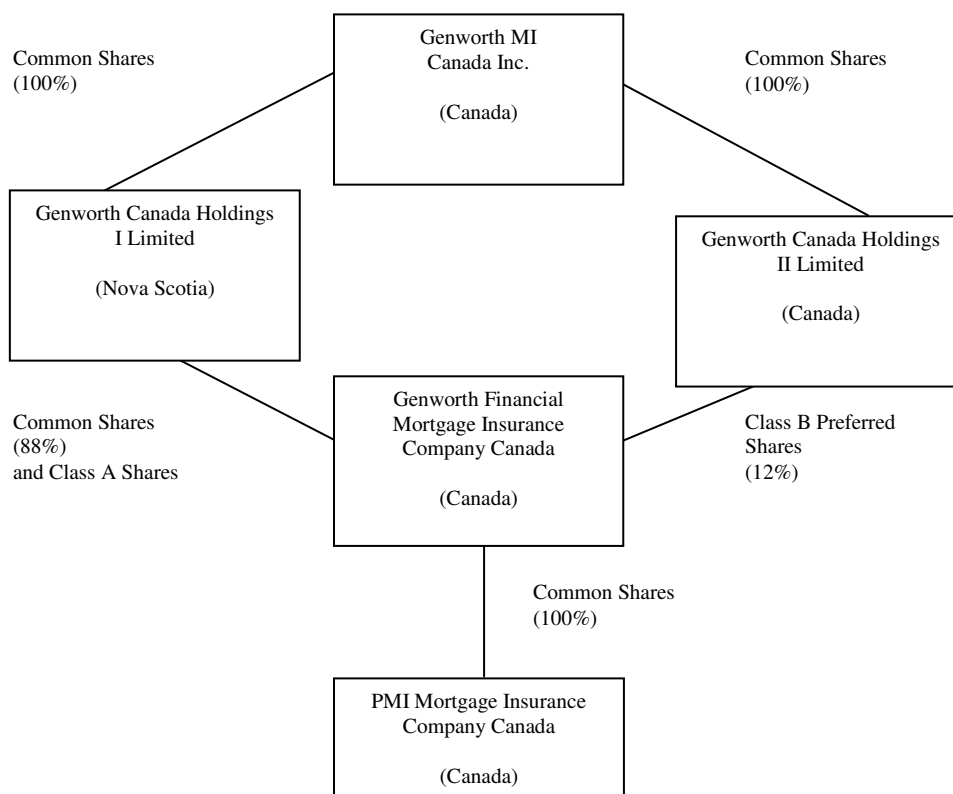 Genworth MI
Canada Inc.
(Canada)
Common Shares
(100%)
Common Shares
(100%)
Genworth Canada Holdings
I Limited
(Nova Scotia)
Genworth Canada Holdings
II Limited
(Canada)
Common Shares
(88%)
and Class A Shares
Genworth Financial
Mortgage Insurance
Company Canada
(Canada)
Class B Preferred
Shares
(12%)
Common Shares
(100%)
PMI Mortgage Insurance
Company Canada
(Canada)